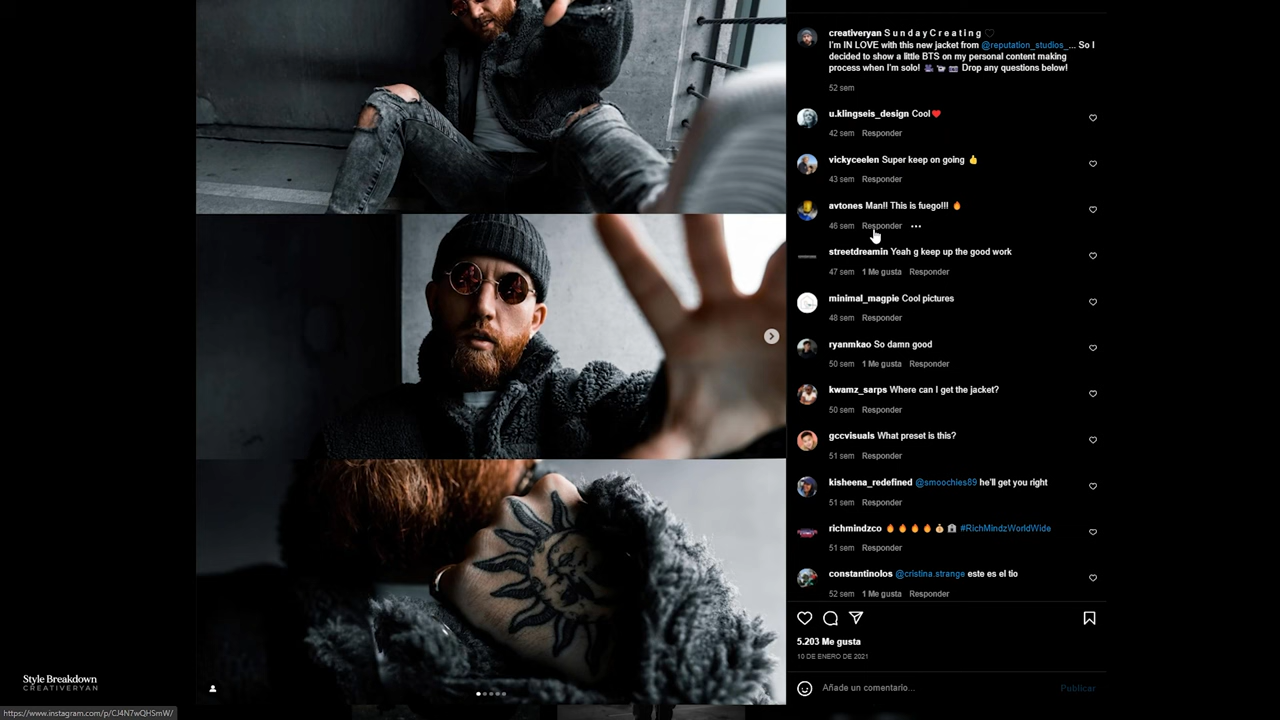 creativeryan S u n d a y C r e a t i n g ♡
I'm IN LOVE with this new jacket from @reputation_studios_... So I
decided to show a little BTS on my personal content making
process when I'm solo! 🎥 📹 📷 Drop any questions below!
52 sem
u.klingseis_design Cool❤️
42 sem Responder
vickyceelen Super keep on going 👍
43 sem Responder
avtones Man!! This is fuego!!! 🔥
46 sem Responder •••
streetdreamin Yeah g keep up the good work
47 sem 1 Me gusta Responder
minimal_magpie Cool pictures
48 sem Responder
ryanmkao So damn good
50 sem 1 Me gusta Responder
kwamz_sarps Where can I get the jacket?
50 sem Responder
gccvisuals What preset is this?
51 sem Responder
kisheena_redefined @smoochies89 he'll get you right
51 sem Responder
richmindzco 🔥🔥🔥🔥💰🏦 #RichMindzWorldWide
51 sem Responder
constantinolos @cristina.strange este es el tio
52 sem 1 Me gusta Responder
5.203 Me gusta
10 DE ENERO DE 2021
Añade un comentario...
Publicar
Style Breakdown
CREATIVERYAN
https://www.instagram.com/p/CJ4N7wQHSmW/